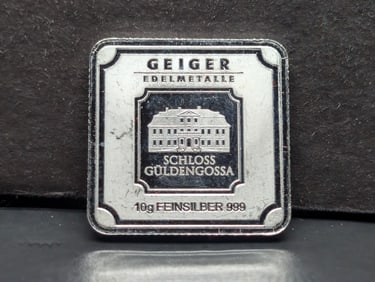 GEIGER
EDELMETALLE
SCHLOSS
GÜLDENGOSSA
10g FEINSILBER 999